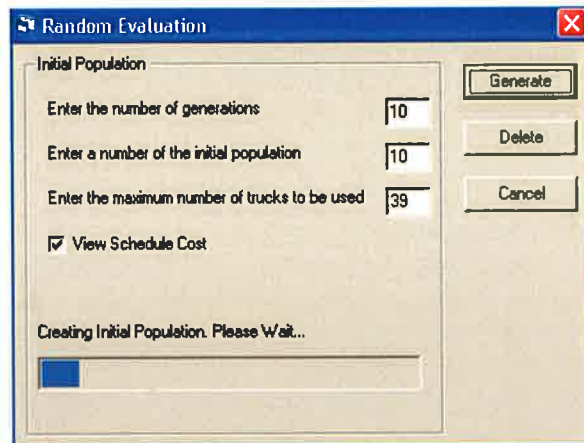 Random Evaluation
Initial Population
Enter the number of generations 10
Enter a number of the initial population 10
Enter the maximum number of trucks to be used 39
View Schedule Cost
Creating Initial Population. Please Wait...
Generate
Delete
Cancel